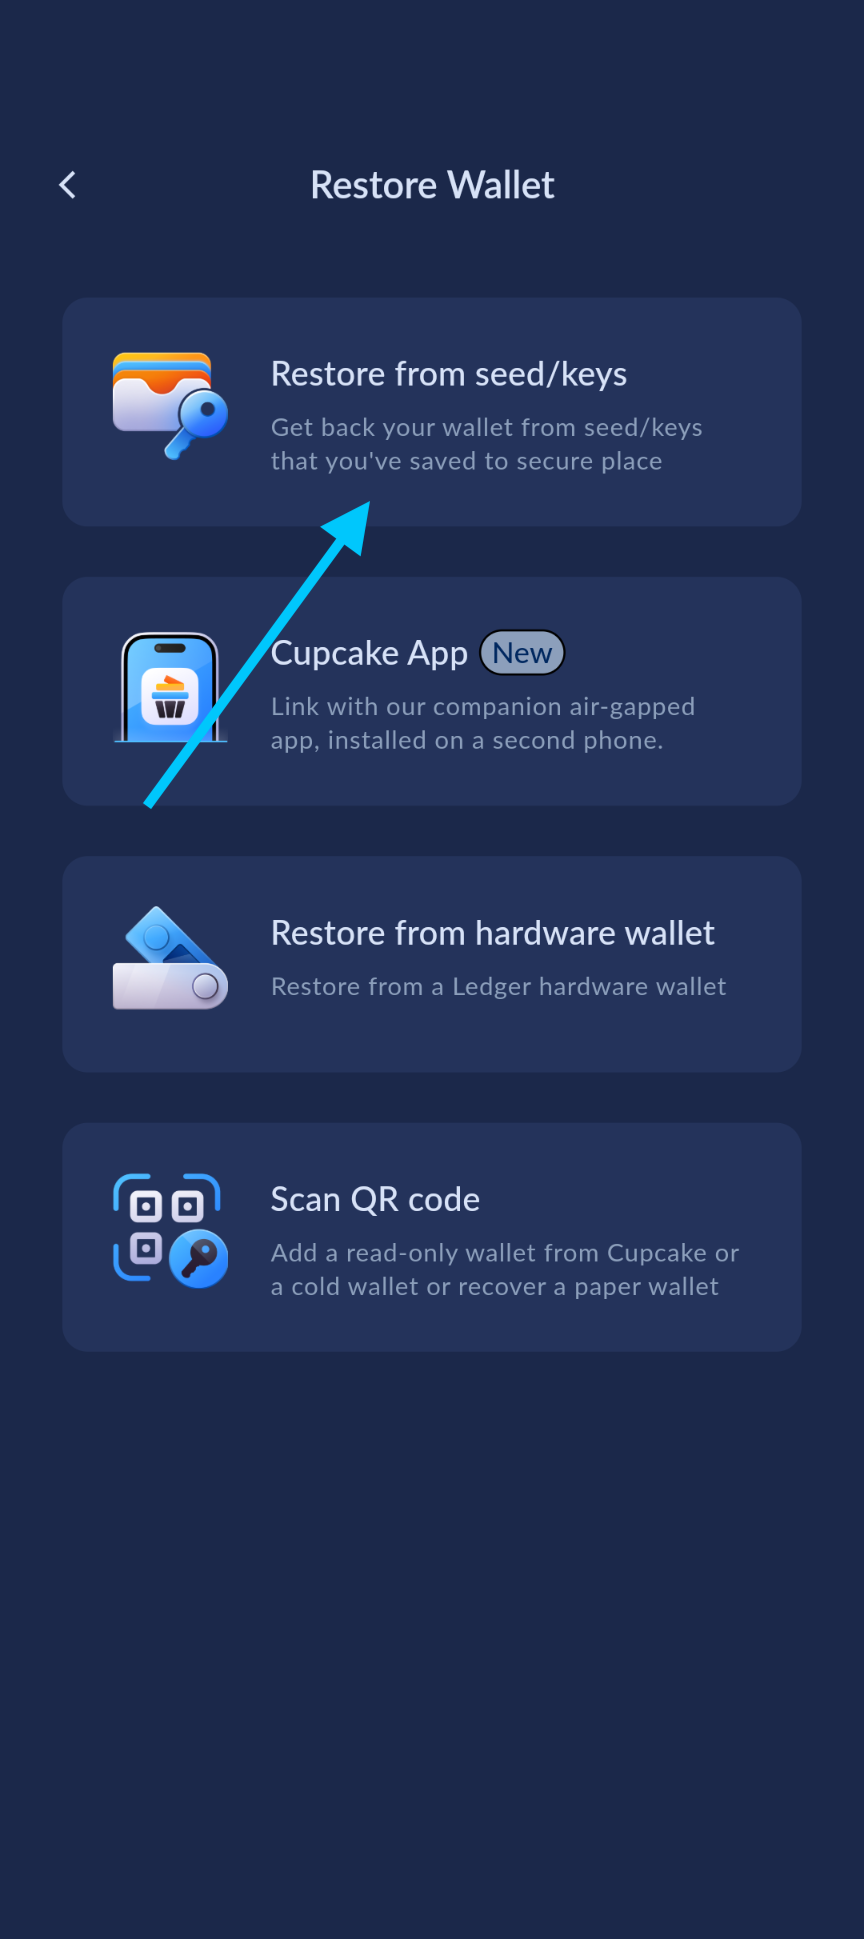 Restore Wallet
Restore from seed/keys
Get back your wallet from seed/keys
that you've saved to secure place
Cupcake App New
Link with our companion air-gapped
app, installed on a second phone.
Restore from hardware wallet
Restore from a Ledger hardware wallet
Scan QR code
Add a read-only wallet from Cupcake or
a cold wallet or recover a paper wallet